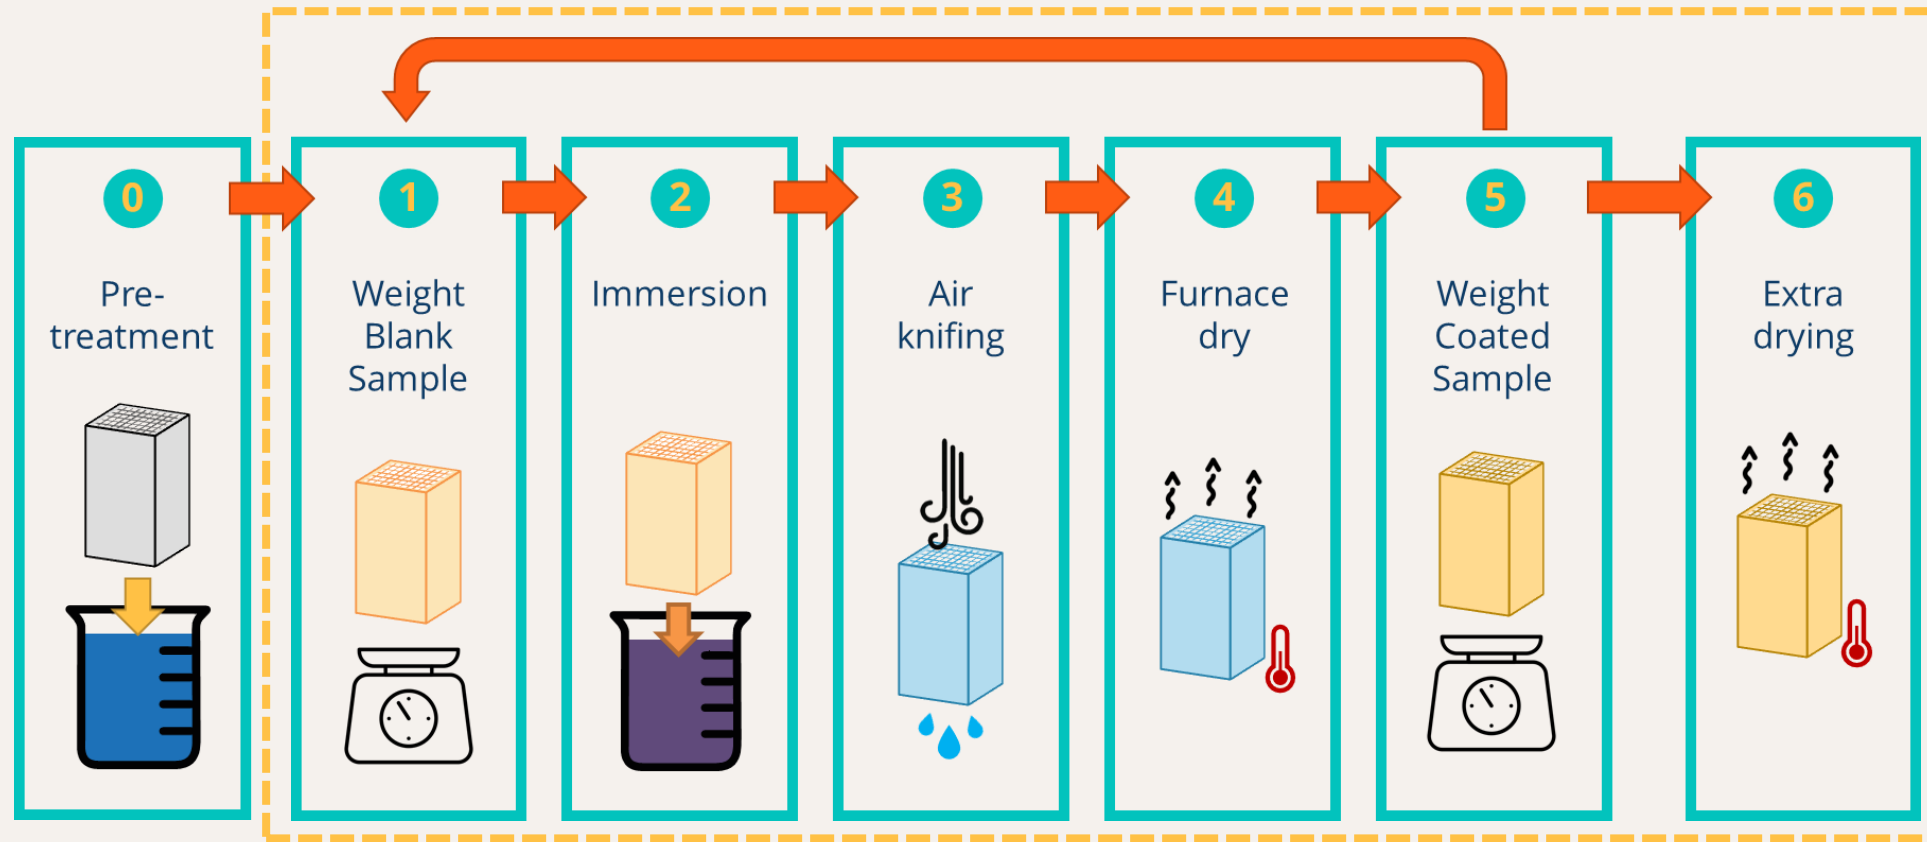 0
Pre-
treatment
1
Weight
Blank
Sample
2
Immersion
3
Air
knifing
4
Furnace
dry
5
Weight
Coated
Sample
6
Extra
drying